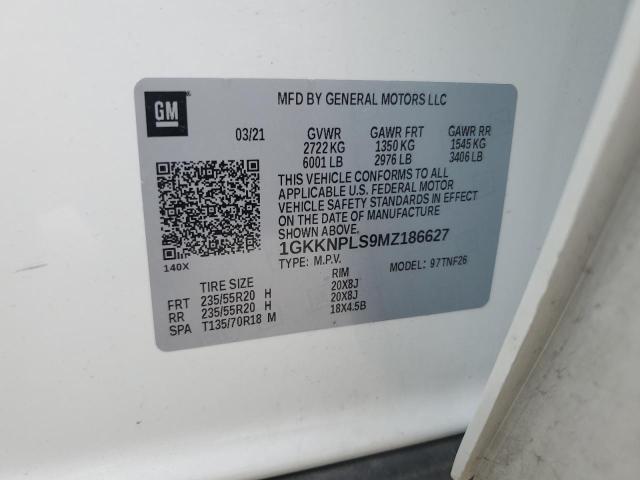 GM
MFD BY GENERAL MOTORS LLC
03/21 GVWR GAWR FRT GAWR RR
2722 KG 1350 KG 1545 KG
6001 LB 2976 LB 3406 LB
THIS VEHICLE CONFORMS TO ALL
APPLICABLE U.S. FEDERAL MOTOR
VEHICLE SAFETY STANDARDS IN EFFECT ON
THE DATE OF MANUFACTURE
SHOWN ABOVE.
1GKKNPLS9MZ186627
140X TYPE: M.P.V. MODEL: 97TNF26
TIRE SIZE RIM
FRT 235/55R20 H 20X8J
RR 235/55R20 H 20X8J
SPA T135/70R18 M 18X4.5B